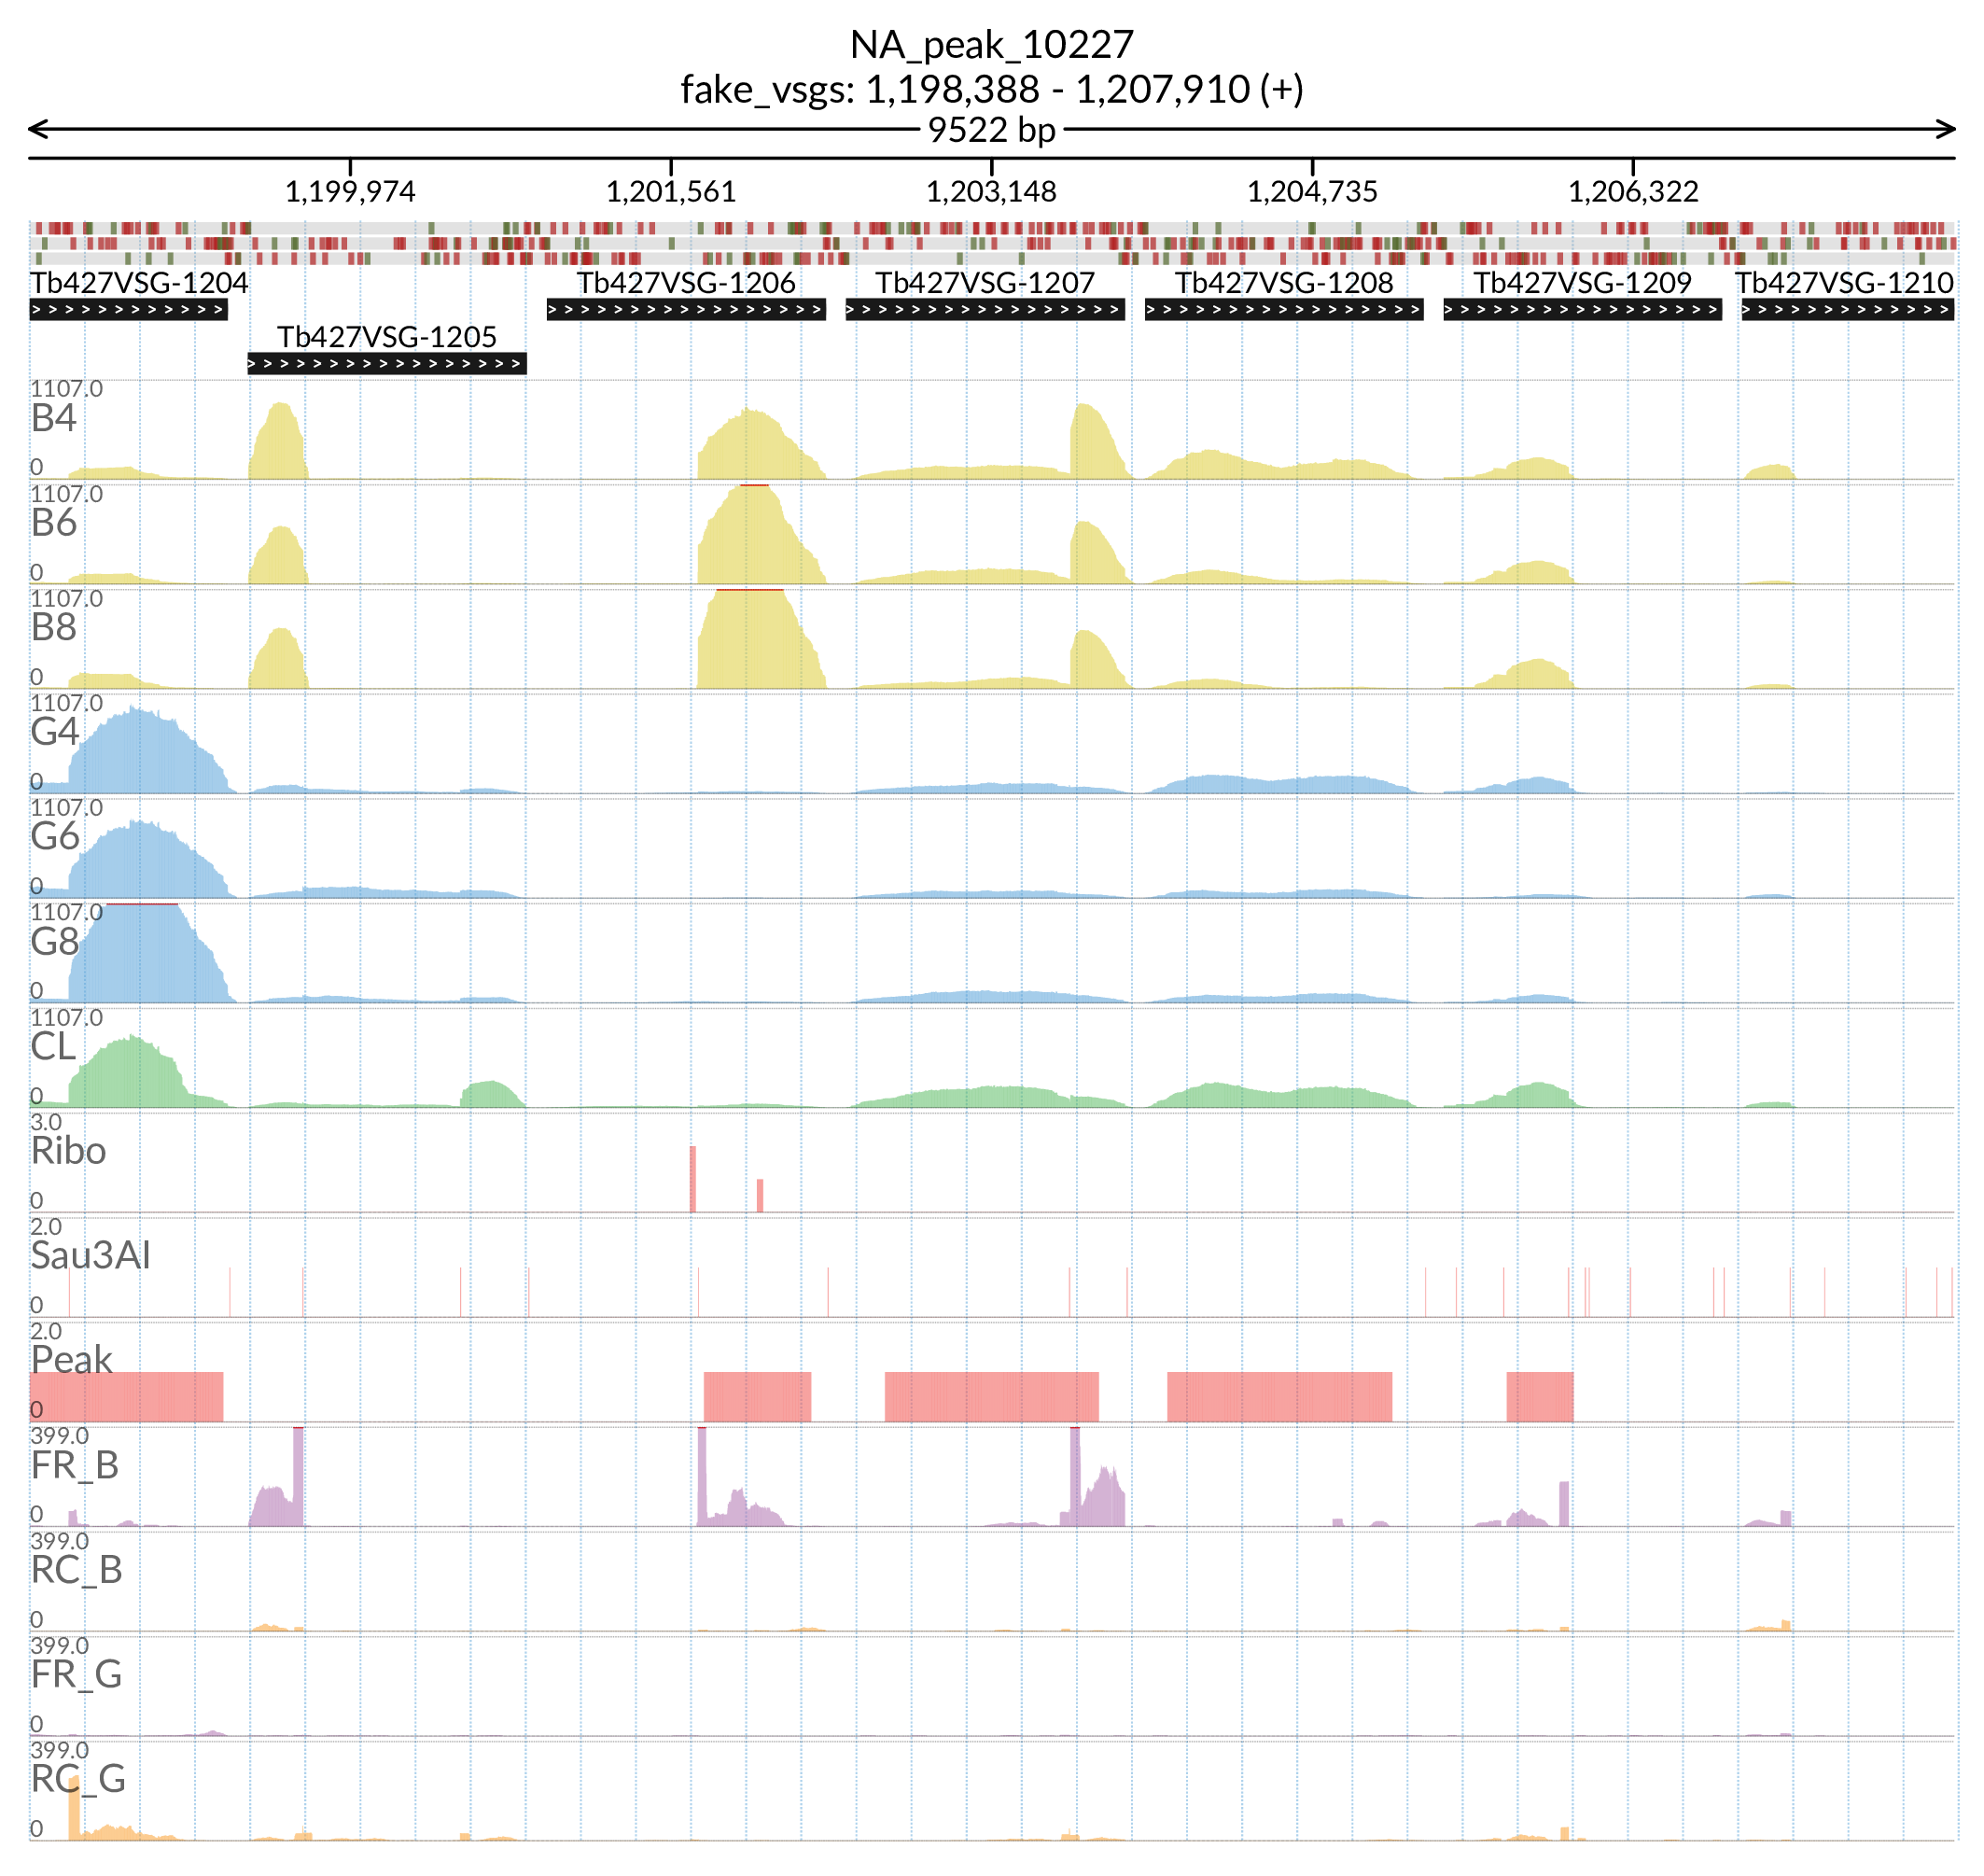 NA_peak_10227
fake_vsgs: 1,198,388 - 1,207,910 (+)
9522 bp
1,199,974 1,201,561 1,203,148 1,204,735 1,206,322
Tb427VSG-1204 Tb427VSG-1206 Tb427VSG-1207 Tb427VSG-1208 Tb427VSG-1209 Tb427VSG-1210
Tb427VSG-1205
1107.0
B4
0
1107.0
B6
0
1107.0
B8
0
1107.0
G4
0
1107.0
G6
0
1107.0
G8
0
1107.0
CL
0
3.0
Ribo
0
2.0
Sau3AI
0
2.0
Peak
0
399.0
FR_B
0
399.0
RC_B
0
399.0
FR_G
0
399.0
RC_G
0